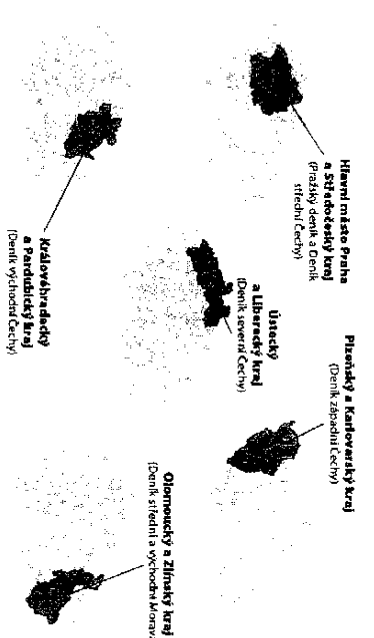 Hlavní město Praha
a Středočeský kraj
(Pražský deník a Deník
střední Čechy)
Plzeňský a Karlovarský kraj
(Deník západní Čechy)
Ústecký
a Liberecký kraj
(Deník severní Čechy)
Královéhradecký
a Pardubický kraj
(Deník východní Čechy)
Olomoucký a Zlínský kraj
(Deník střední a východní Morav.